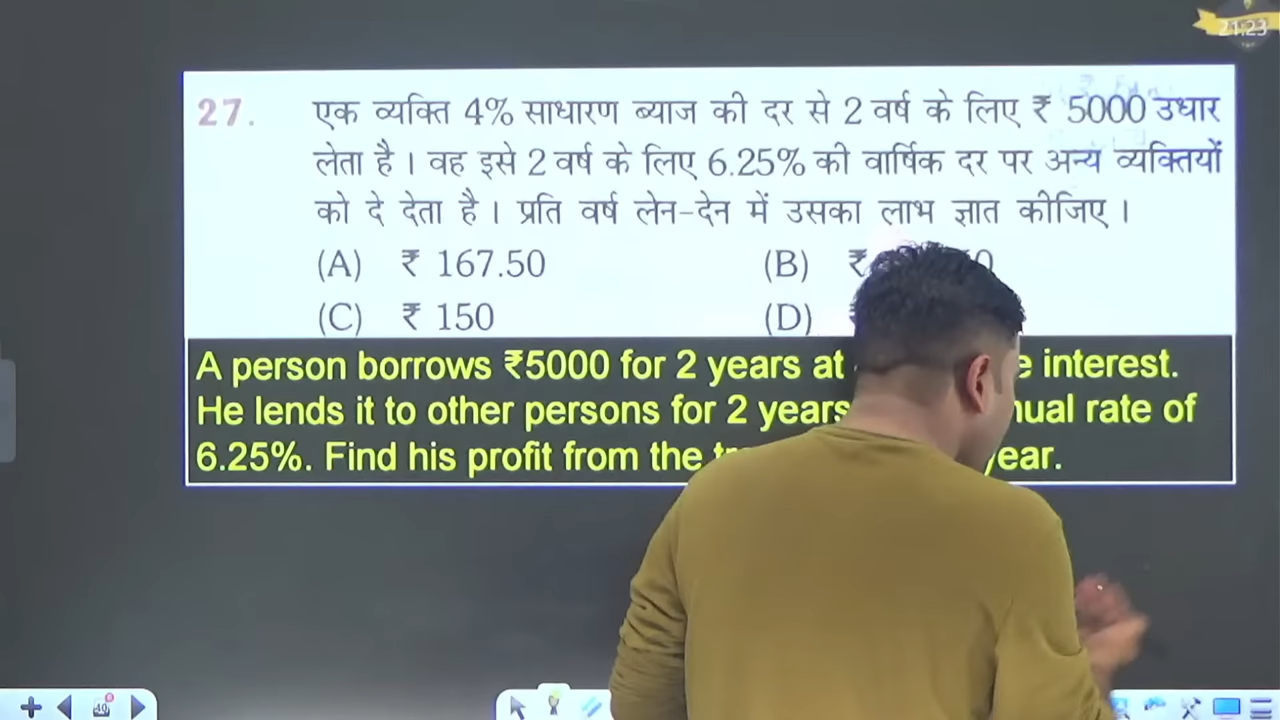 21:23
27. एक व्यक्ति 4% साधारण ब्याज की दर से 2 वर्ष के लिए ₹ 5000 उधार
लेता है। वह इसे 2 वर्ष के लिए 6.25% की वार्षिक दर पर अन्य व्यक्तियों
को दे देता है। प्रति वर्ष लेन-देन में उसका लाभ ज्ञात कीजिए।
(A) ₹ 167.50 (B) ₹
(C) ₹ 150 (D)
A person borrows ₹5000 for 2 years at interest.
He lends it to other persons for 2 years rate of
6.25%. Find his profit from the